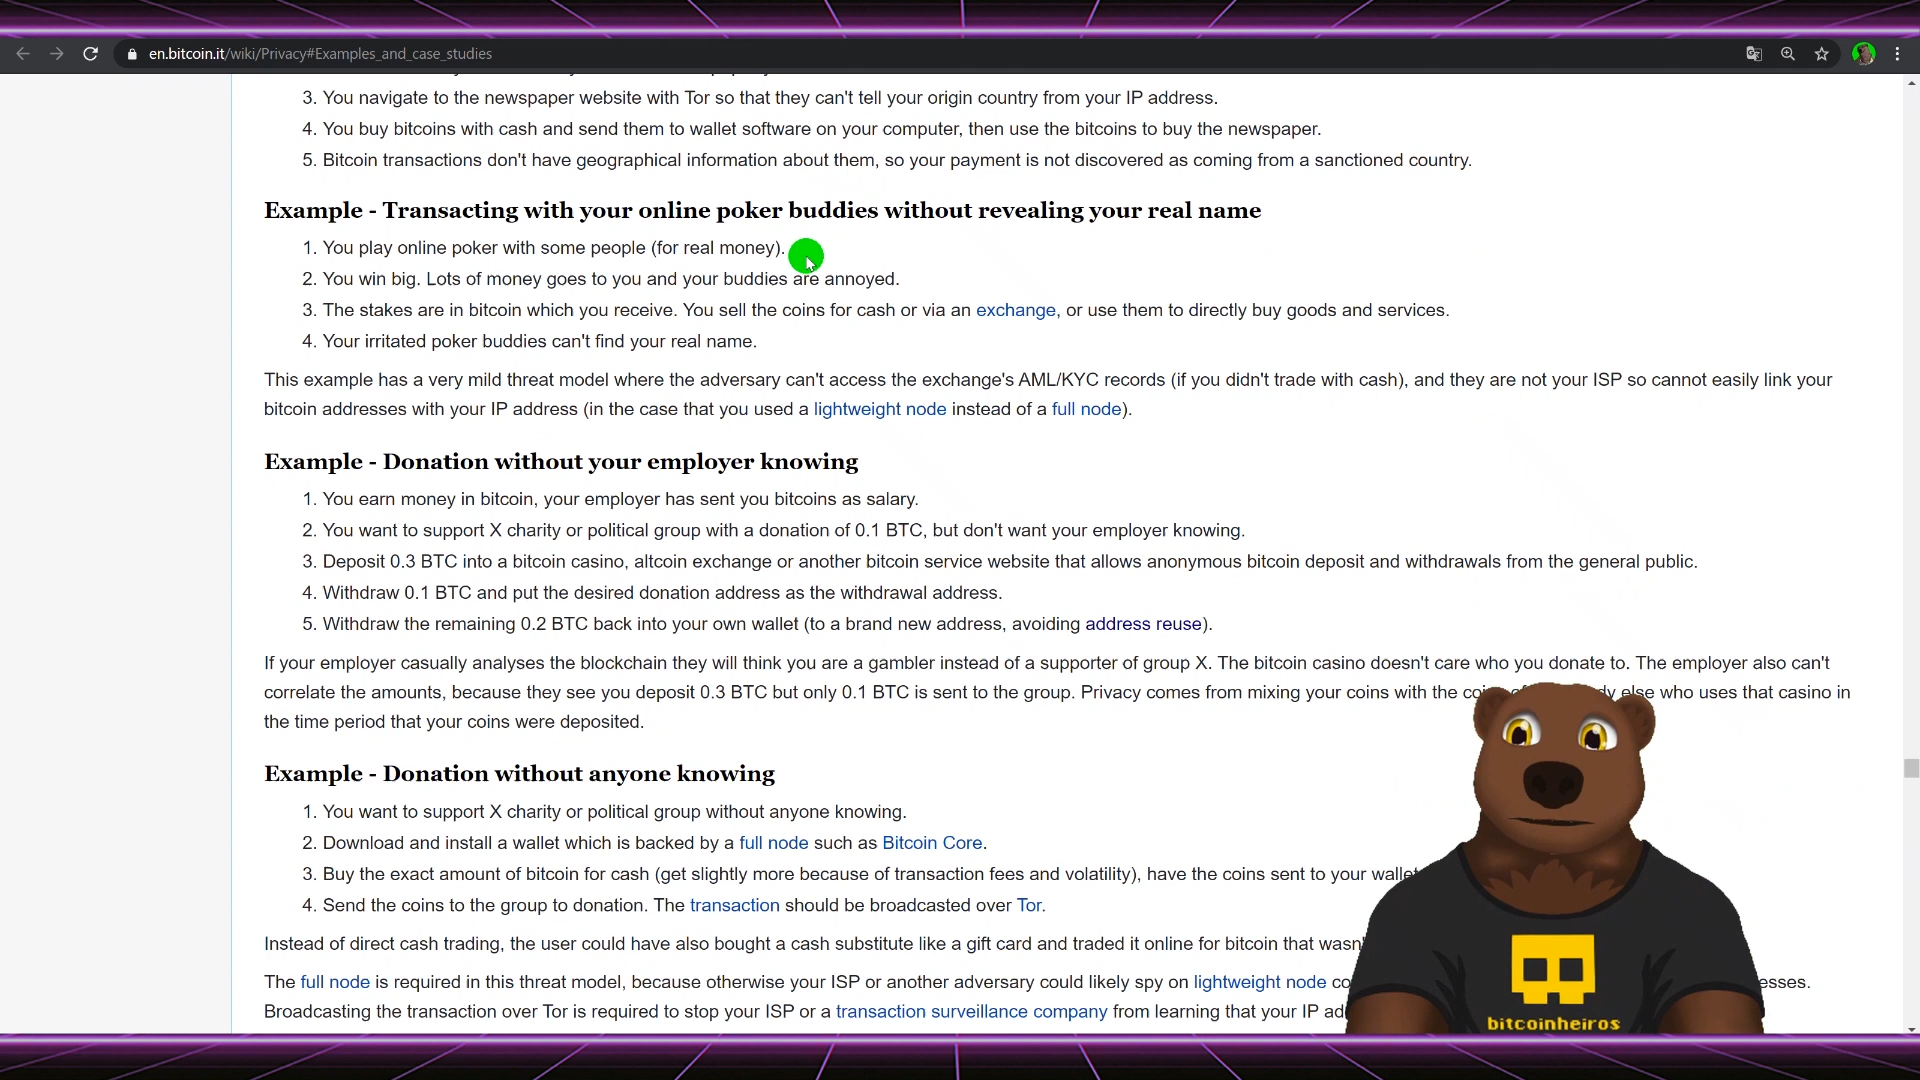 en.bitcoin.it/wiki/Privacy#Examples_and_case_studies
3. You navigate to the newspaper website with Tor so that they can't tell your origin country from your IP address.
4. You buy bitcoins with cash and send them to wallet software on your computer, then use the bitcoins to buy the newspaper.
5. Bitcoin transactions don't have geographical information about them, so your payment is not discovered as coming from a sanctioned country.
Example - Transacting with your online poker buddies without revealing your real name
1. You play online poker with some people (for real money).
2. You win big. Lots of money goes to you and your buddies are annoyed.
3. The stakes are in bitcoin which you receive. You sell the coins for cash or via an exchange, or use them to directly buy goods and services.
4. Your irritated poker buddies can't find your real name.
This example has a very mild threat model where the adversary can't access the exchange's AML/KYC records (if you didn't trade with cash), and they are not your ISP so cannot easily link your
bitcoin addresses with your IP address (in the case that you used a lightweight node instead of a full node).
Example - Donation without your employer knowing
1. You earn money in bitcoin, your employer has sent you bitcoins as salary.
2. You want to support X charity or political group with a donation of 0.1 BTC, but don't want your employer knowing.
3. Deposit 0.3 BTC into a bitcoin casino, altcoin exchange or another bitcoin service website that allows anonymous bitcoin deposit and withdrawals from the general public.
4. Withdraw 0.1 BTC and put the desired donation address as the withdrawal address.
5. Withdraw the remaining 0.2 BTC back into your own wallet (to a brand new address, avoiding address reuse).
If your employer casually analyses the blockchain they will think you are a gambler instead of a supporter of group X. The bitcoin casino doesn't care who you donate to. The employer also can't
correlate the amounts, because they see you deposit 0.3 BTC but only 0.1 BTC is sent to the group. Privacy comes from mixing your coins with the else who uses that casino in
the time period that your coins were deposited.
Example - Donation without anyone knowing
1. You want to support X charity or political group without anyone knowing.
2. Download and install a wallet which is backed by a full node such as Bitcoin Core.
3. Buy the exact amount of bitcoin for cash (get slightly more because of transaction fees and volatility), have the coins sent to your wallet
4. Send the coins to the group to donation. The transaction should be broadcasted over Tor.
Instead of direct cash trading, the user could have also bought a cash substitute like a gift card and traded it online for bitcoin that
The full node is required in this threat model, because otherwise your ISP or another adversary could likely spy on lightweight node
Broadcasting the transaction over Tor is required to stop your ISP or a transaction surveillance company from learning that your IP
bitcoinheiros